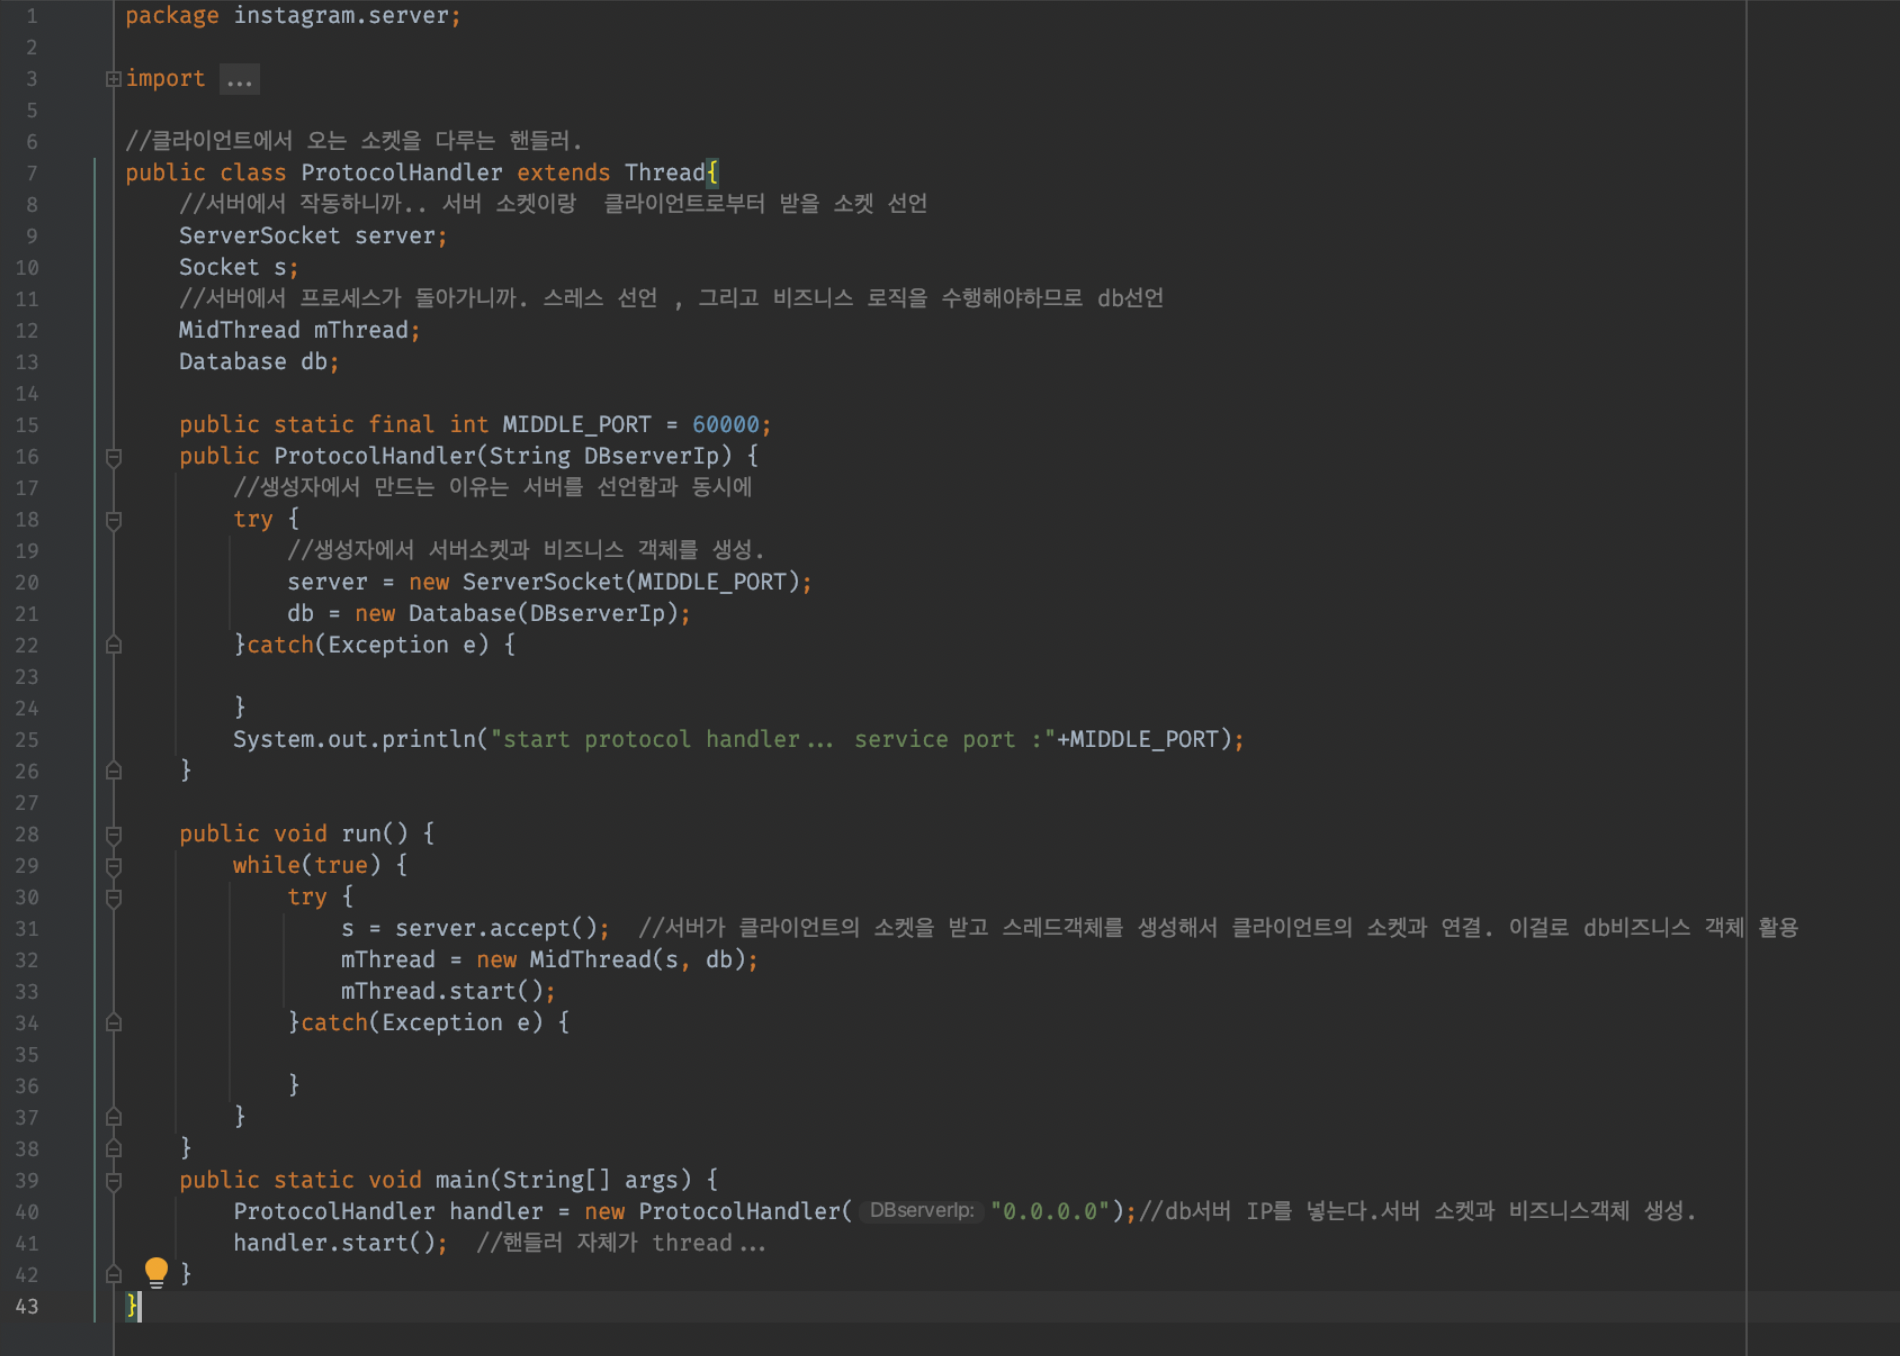 1 package instagram.server;
2
3 import ...
5
6 //클라이언트에서 오는 소켓을 다루는 핸들러.
7 public class ProtocolHandler extends Thread{
8 //서버에서 작동하니까.. 서버 소켓이랑  클라이언트로부터 받을 소켓 선언
9 ServerSocket server;
10 Socket s;
11 //서버에서 프로세스가 돌아가니까. 스레스 선언 , 그리고 비즈니스 로직을 수행해야하므로 db선언
12 MidThread mThread;
13 Database db;
14
15 public static final int MIDDLE_PORT = 60000;
16 public ProtocolHandler(String DBserverIp) {
17 //생성자에서 만드는 이유는 서버를 선언함과 동시에
18 try {
19 //생성자에서 서버소켓과 비즈니스 객체를 생성.
20 server = new ServerSocket(MIDDLE_PORT);
21 db = new Database(DBserverIp);
22 }catch(Exception e) {
23
24 }
25 System.out.println("start protocol handler... service port :"+MIDDLE_PORT);
26 }
27
28 public void run() {
29 while(true) {
30 try {
31 s = server.accept();  //서버가 클라이언트의 소켓올 받고 스레드객체를 생성해서 클라이언트의 소켓과 연결. 이걸로 db비즈니스 객체 활용
32 mThread = new MidThread(s, db);
33 mThread.start();
34 }catch(Exception e) {
35
36 }
37 }
38 }
39 public static void main(String[] args) {
40 ProtocolHandler handler = new ProtocolHandler( DBserverIp: "0.0.0.0");//db서버 IP를 넣는다.서버 소켓과 비즈니스객체 생성.
41 handler.start();  //핸들러 자체가 thread...
42 }
43 }